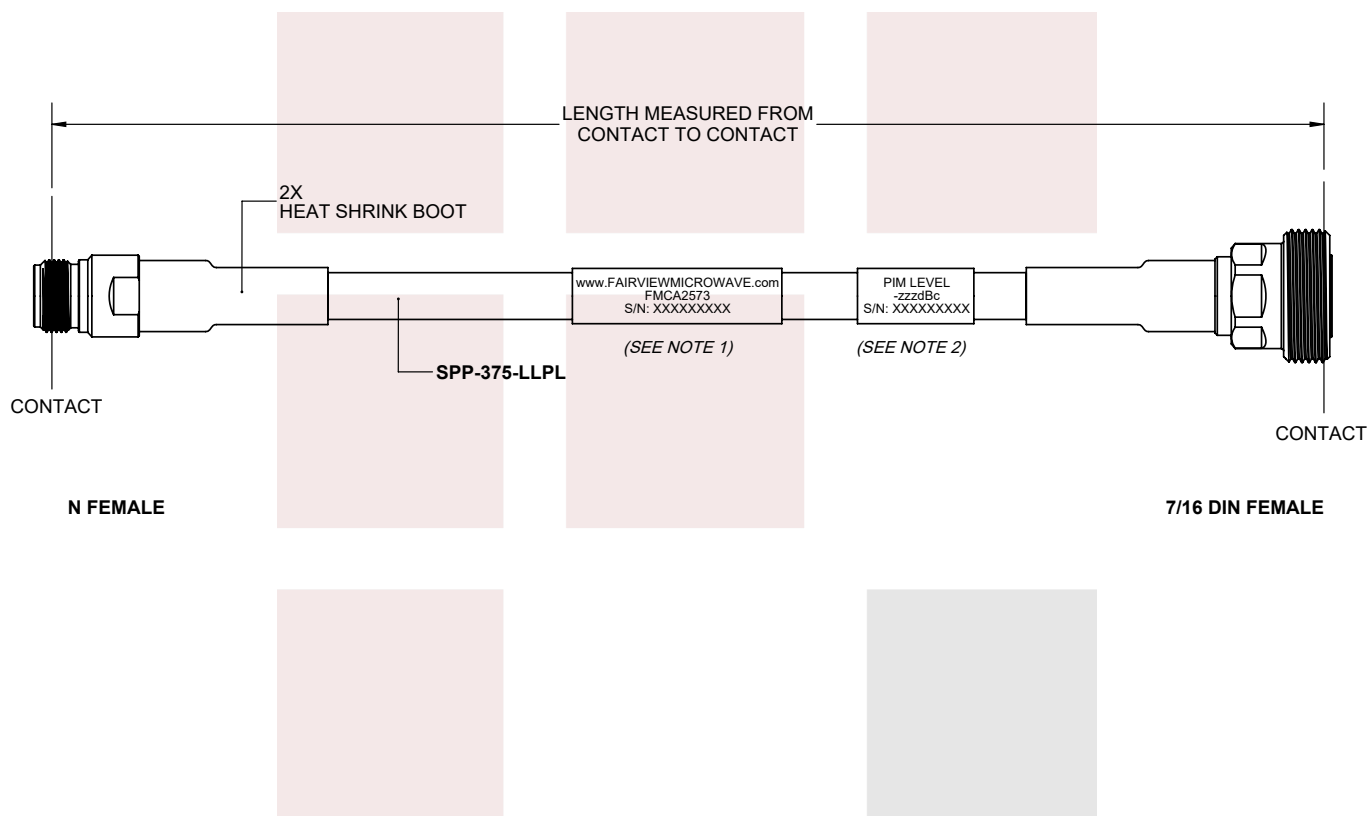 LENGTH MEASURED FROM
CONTACT TO CONTACT
2X
HEAT SHRINK BOOT
www.FAIRVIEWMICROWAVE.com
FMCA2573
S/N: XXXXXXXXX
PIM LEVEL
-zzzdBc
S/N: XXXXXXXXX
(SEE NOTE 1)
(SEE NOTE 2)
SPP-375-LLPL
CONTACT
CONTACT
N FEMALE
7/16 DIN FEMALE